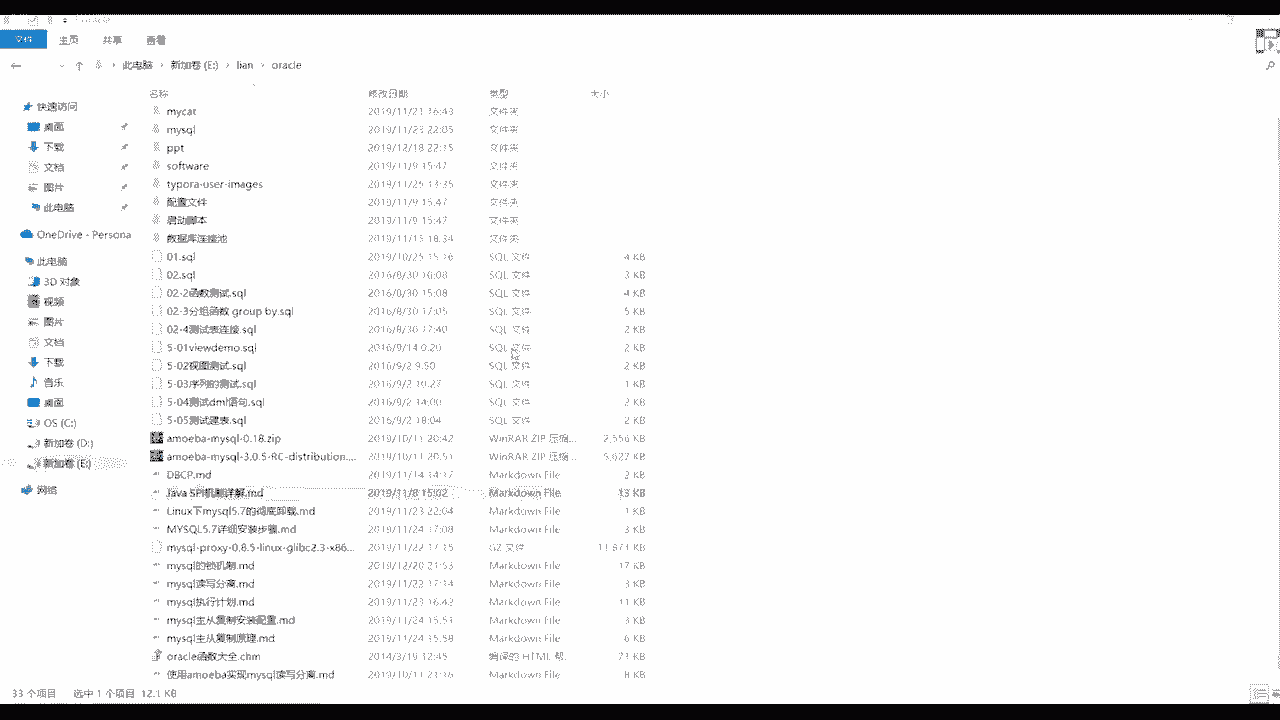 文件 主页 共享 查看
此电脑 › 新加卷 (E:) › lian › oracle
名称 修改日期 类型 大小
快速访问
桌面
下载
文档
图片
此电脑
OneDrive - Persona
此电脑
3D 对象
视频
图片
文档
下载
音乐
桌面
OS (C:)
新加卷 (D:)
新加卷 (E:)
网络
mycat 2019/11/21 16:43 文件夹
mysql 2019/11/23 22:05 文件夹
ppt 2019/12/18 22:15 文件夹
software 2019/11/9 15:47 文件夹
typora-user-images 2019/11/25 13:35 文件夹
配置文件 2019/11/9 15:47 文件夹
启动脚本 2019/11/9 15:47 文件夹
数据库连接池 2019/11/15 18:34 文件夹
01.sql 2019/10/25 15:16 SQL 文件 4 KB
02.sql 2016/8/30 16:08 SQL 文件 3 KB
02-2函数测试.sql 2016/8/30 15:08 SQL 文件 4 KB
02-3分组函数 group by.sql 2016/8/30 17:05 SQL 文件 5 KB
02-4测试表连接.sql 2016/8/30 17:40 SQL 文件 2 KB
5-01viewdemo.sql 2016/9/14 0:20 SQL 文件 2 KB
5-02视图测试.sql 2016/9/2 9:50 SQL 文件 2 KB
5-03序列的测试.sql 2016/9/2 10:27 SQL 文件 1 KB
5-04测试dml语句.sql 2016/9/2 14:00 SQL 文件 2 KB
5-05测试建表.sql 2016/9/2 18:04 SQL 文件 2 KB
amoeba-mysql-0.18.zip 2019/10/11 20:42 WinRAR ZIP 压缩... 2,556 KB
amoeba-mysql-3.0.5-RC-distribution.... 2019/10/11 20:51 WinRAR ZIP 压缩...
DBCP.md 2019/11/14 14:17 Markdown File 2 KB
Java SPI机制详解.md 2019/11/8 15:02 Markdown File 13 KB
Linux下mysql5.7的彻底卸载.md 2019/11/23 22:04 Markdown File 1 KB
MYSQL5.7详细安装步骤.md 2019/11/24 17:08 Markdown File 3 KB
mysql-proxy-0.8.5-linux-glibc2.3-x86... 2019/11/22 17:15 GZ 文件 11,871 KB
mysql的锁机制.md 2019/12/20 21:53 Markdown File 17 KB
mysql读写分离.md 2019/11/22 17:14 Markdown File 3 KB
mysql执行计划.md 2019/11/23 16:42 Markdown File 11 KB
mysql主从复制安装配置.md 2019/11/24 15:51 Markdown File 3 KB
mysql主从复制原理.md 2019/11/24 15:58 Markdown File 6 KB
oracle函数大全.chm 2014/3/19 12:45 编译的 HTML 帮... 71 KB
使用amoeba实现mysql读写分离.md 2019/10/11 21:16 Markdown File 8 KB
33 个项目 选中 1 个项目 12.1 KB